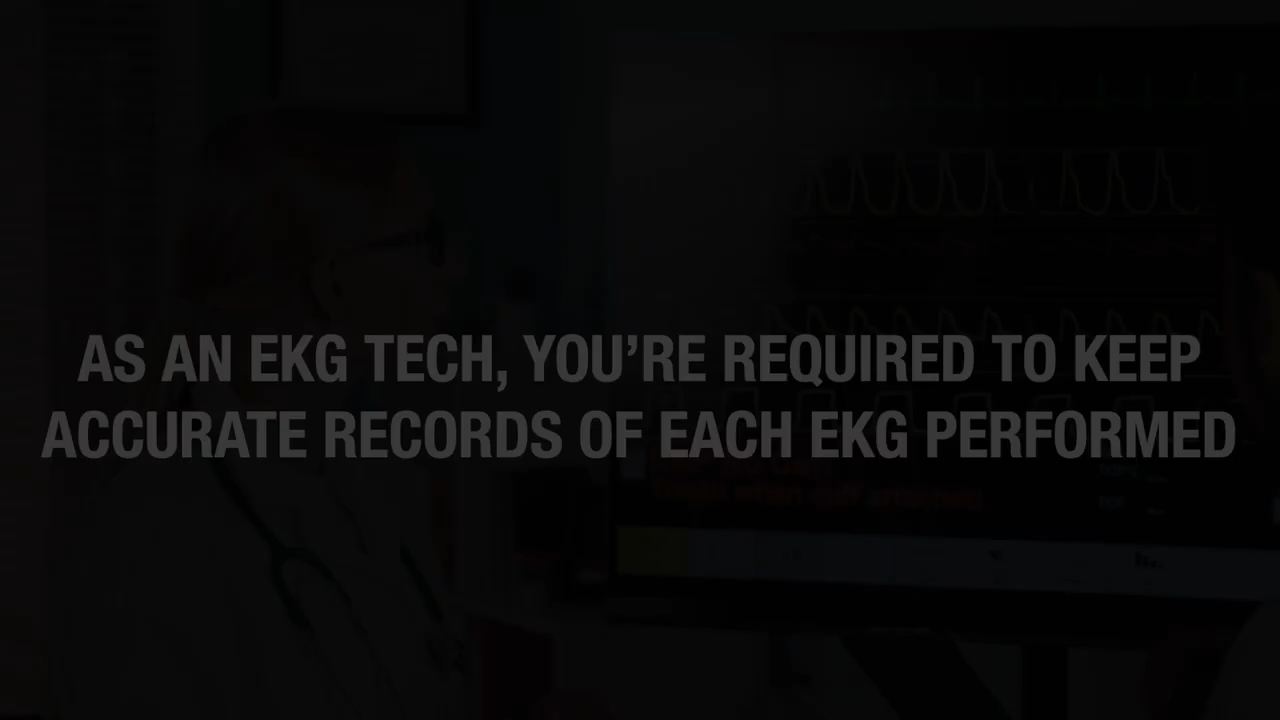 AS AN EKG TECH, YOU’RE REQUIRED TO KEEP
ACCURATE RECORDS OF EACH EKG PERFORMED